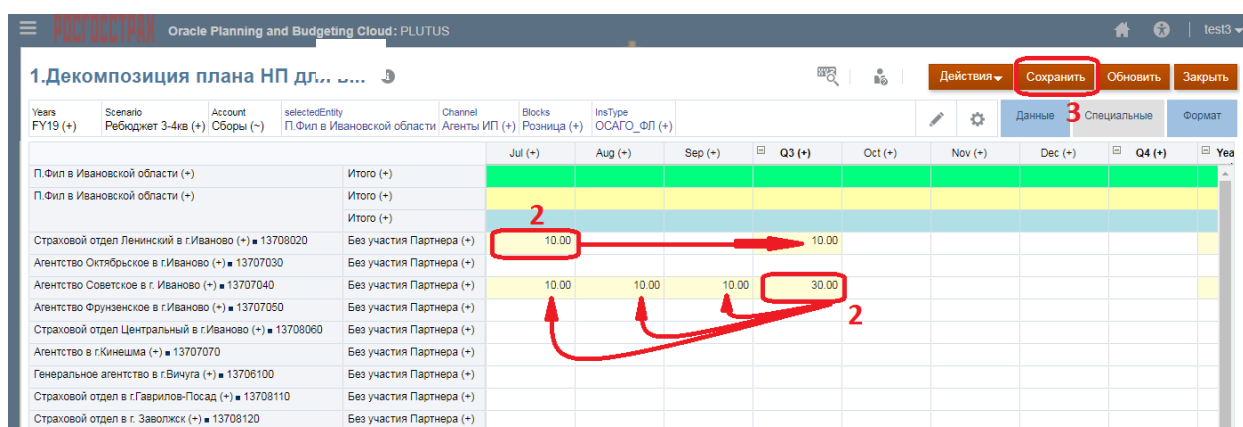 РОСГОССТРАХ Oracle Planning and Budgeting Cloud: PLUTUS test3
1.Декомпозиция плана НП для в... Действия Сохранить Обновить Закрыть
3
Years Scenario Account selectedEntity Channel Blocks InsType
FY19 (+) Ребюджет 3-4кв (+) Сборы (~) П.Фил в Ивановской области Агенты ИП (+) Розница (+) ОСАГО_ФЛ (+) Данные Специальные Формат
Jul (+) Aug (+) Sep (+) Q3 (+) Oct (+) Nov (+) Dec (+) Q4 (+) Yea
П.Фил в Ивановской области (+) Итого (+)
П.Фил в Ивановской области (+) Итого (+)
Итого (+)
2
Страховой отдел Ленинский в г.Иваново (+) ■ 13708020 Без участия Партнера (+) 10.00 10.00
Агентство Октябрьское в г.Иваново (+) ■ 13707030 Без участия Партнера (+)
Агентство Советское в г. Иваново (+) ■ 13707040 Без участия Партнера (+) 10.00 10.00 10.00 30.00
Агентство Фрунзенское в г.Иваново (+) ■ 13707050 Без участия Партнера (+)
2
Страховой отдел Центральный в г.Иваново (+) ■ 13708060 Без участия Партнера (+)
Агентство в г.Кинешма (+) ■ 13707070 Без участия Партнера (+)
Генеральное агентство в г.Вичуга (+) ■ 13706100 Без участия Партнера (+)
Страховой отдел в г.Гаврилов-Посад (+) ■ 13708110 Без участия Партнера (+)
Страховой отдел в г. Заволжск (+) ■ 13708120 Без участия Партнера (+)